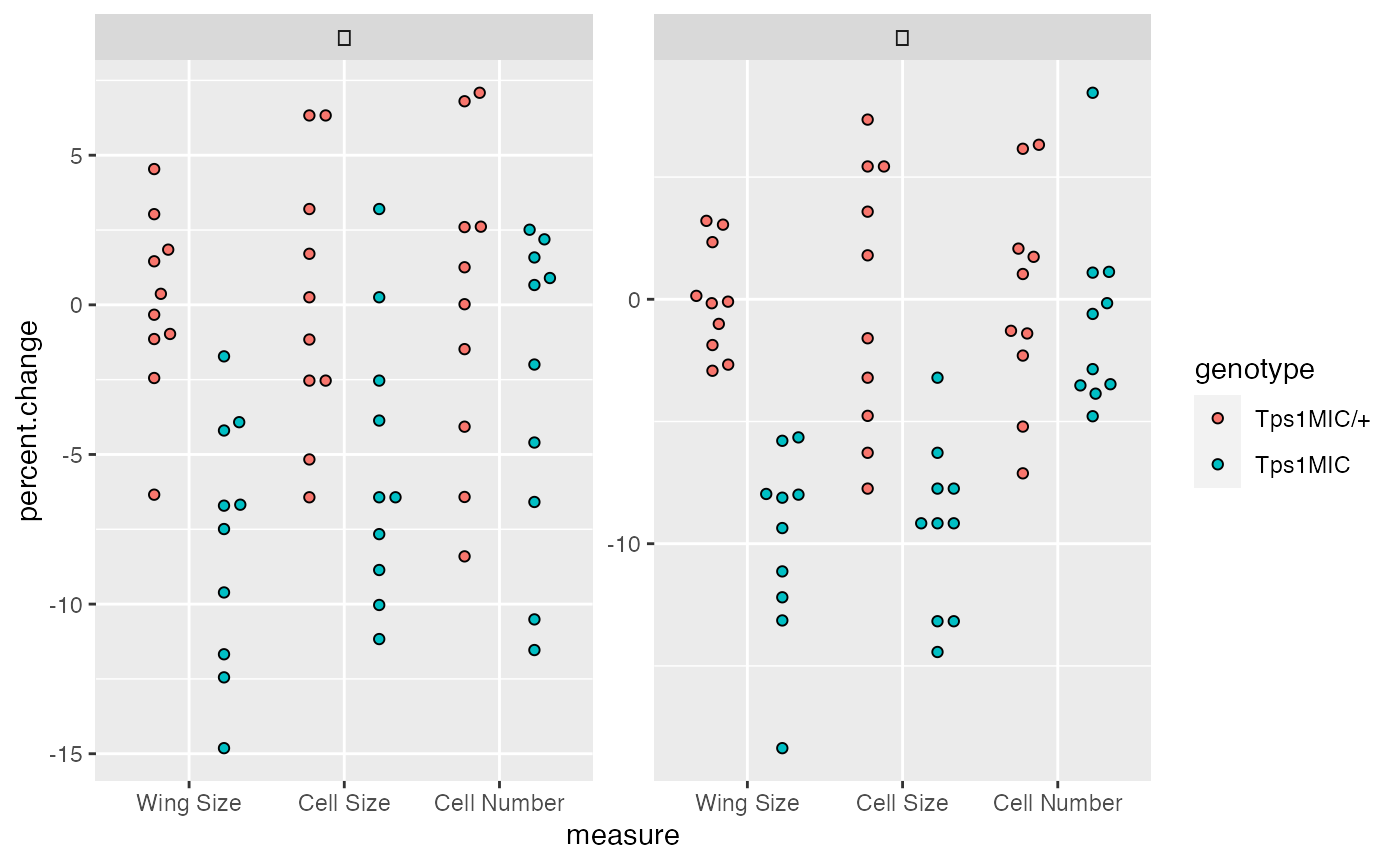 percent.change
5
0
-5
-10
-15
0
-10
Wing Size Cell Size Cell Number
Wing Size Cell Size Cell Number
measure
genotype
Tps1MIC/+
Tps1MIC